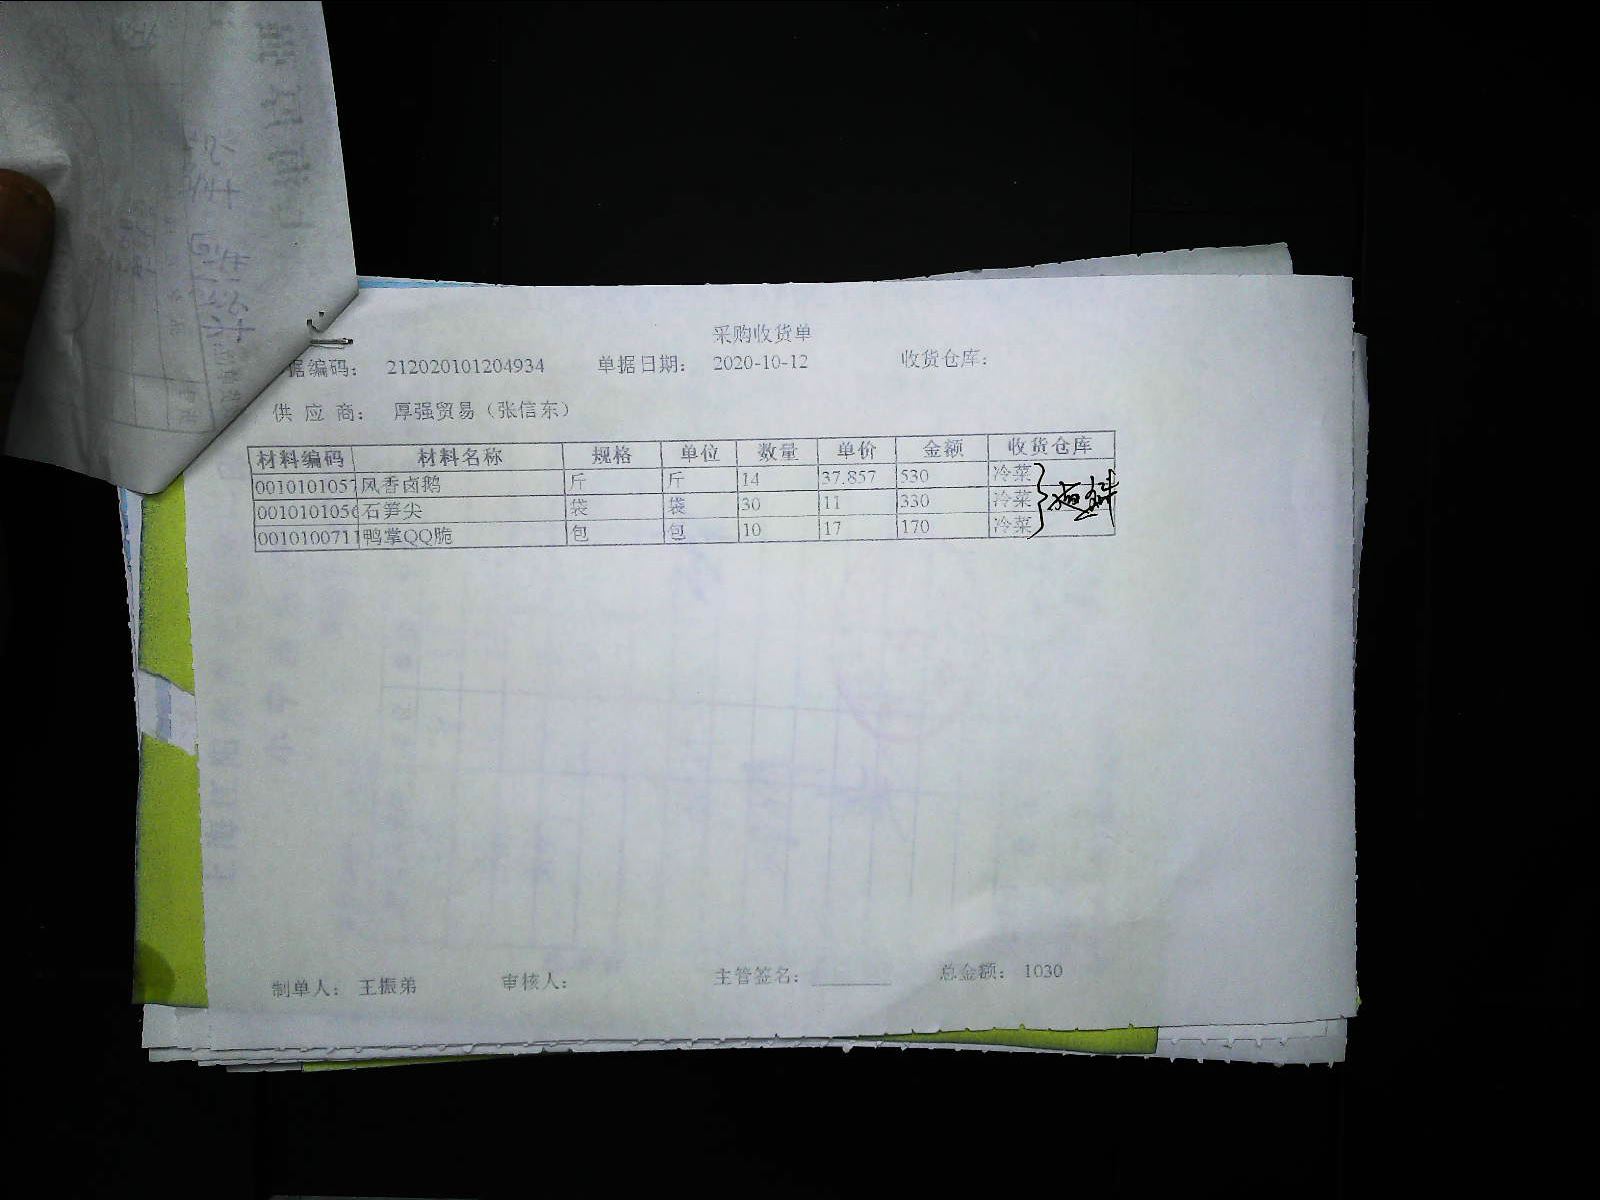 采购收货单
据编码： 212020101204934 单据日期： 2020-10-12 收货仓库：
供 应 商： 厚强贸易（张信东）
材料编码 材料名称 规格 单位 数量 单价 金额 收货仓库
0010101057 风香卤鹅 斤 斤 14 37.857 530 冷菜
0010101056 石笋尖 袋 袋 30 11 330 冷菜
0010100711 鸭掌QQ脆 包 包 10 17 170 冷菜
制单人： 王振弟 审核人： 主管签名： 总金额： 1030